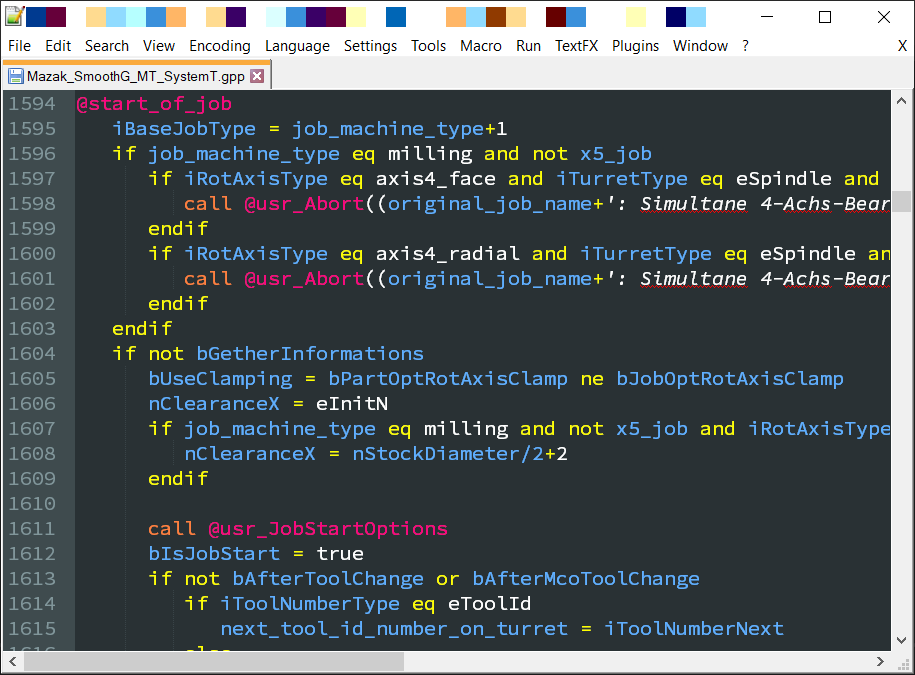 File Edit Search View Encoding Language Settings Tools Macro Run TextFX Plugins Window ? X
Mazak_SmoothG_MT_SystemT.gpp
1594 @start_of_job
1595 iBaseJobType = job_machine_type+1
1596 if job_machine_type eq milling and not x5_job
1597 if iRotAxisType eq axis4_face and iTurretType eq eSpindle and
1598 call @usr_Abort((original_job_name+': Simultane 4-Achs-Bear
1599 endif
1600 if iRotAxisType eq axis4_radial and iTurretType eq eSpindle an
1601 call @usr_Abort((original_job_name+': Simultane 4-Achs-Bear
1602 endif
1603 endif
1604 if not bGetherInformations
1605 bUseClamping = bPartOptRotAxisClamp ne bJobOptRotAxisClamp
1606 nClearanceX = eInitN
1607 if job_machine_type eq milling and not x5_job and iRotAxisType
1608 nClearanceX = nStockDiameter/2+2
1609 endif
1610
1611 call @usr_JobStartOptions
1612 bIsJobStart = true
1613 if not bAfterToolChange or bAfterMcoToolChange
1614 if iToolNumberType eq eToolId
1615 next_tool_id_number_on_turret = iToolNumberNext
1616 else